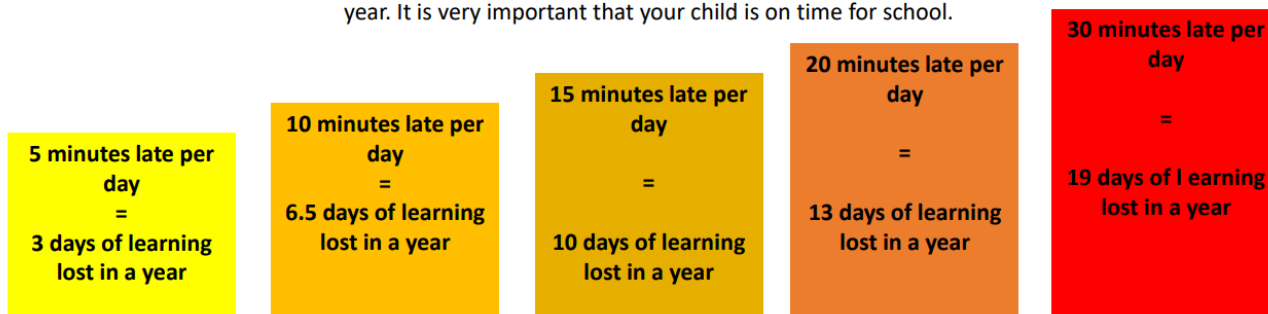 year. It is very important that your child is on time for school.
5 minutes late per
day
=
3 days of learning
lost in a year
10 minutes late per
day
=
6.5 days of learning
lost in a year
15 minutes late per
day
=
10 days of learning
lost in a year
20 minutes late per
day
=
13 days of learning
lost in a year
30 minutes late per
day
=
19 days of l earning
lost in a year